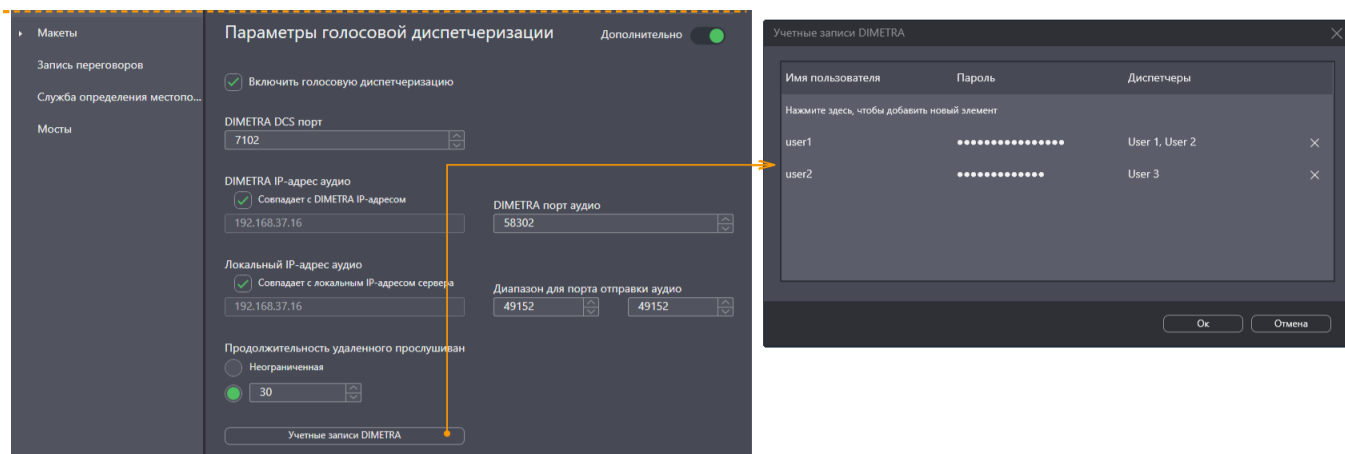 Макеты
Запись переговоров
Служба определения местопо...
Мосты
Параметры голосовой диспетчеризации
Дополнительно
Включить голосовую диспетчеризацию
DIMETRA DCS порт
7102
DIMETRA IP-адрес аудио
Совпадает с DIMETRA IP-адресом
192.168.37.16
DIMETRA порт аудио
58302
Локальный IP-адрес аудио
Совпадает с локальным IP-адресом сервера
192.168.37.16
Диапазон для порта отправки аудио
49152 49152
Продолжительность удаленного прослушиван
Неограниченная
30
Учетные записи DIMETRA
Учетные записи DIMETRA
Имя пользователя Пароль Диспетчеры
Нажмите здесь, чтобы добавить новый элемент
user1 •••••••••••••••• User 1, User 2
user2 ••••••••••••• User 3
Ок Отмена